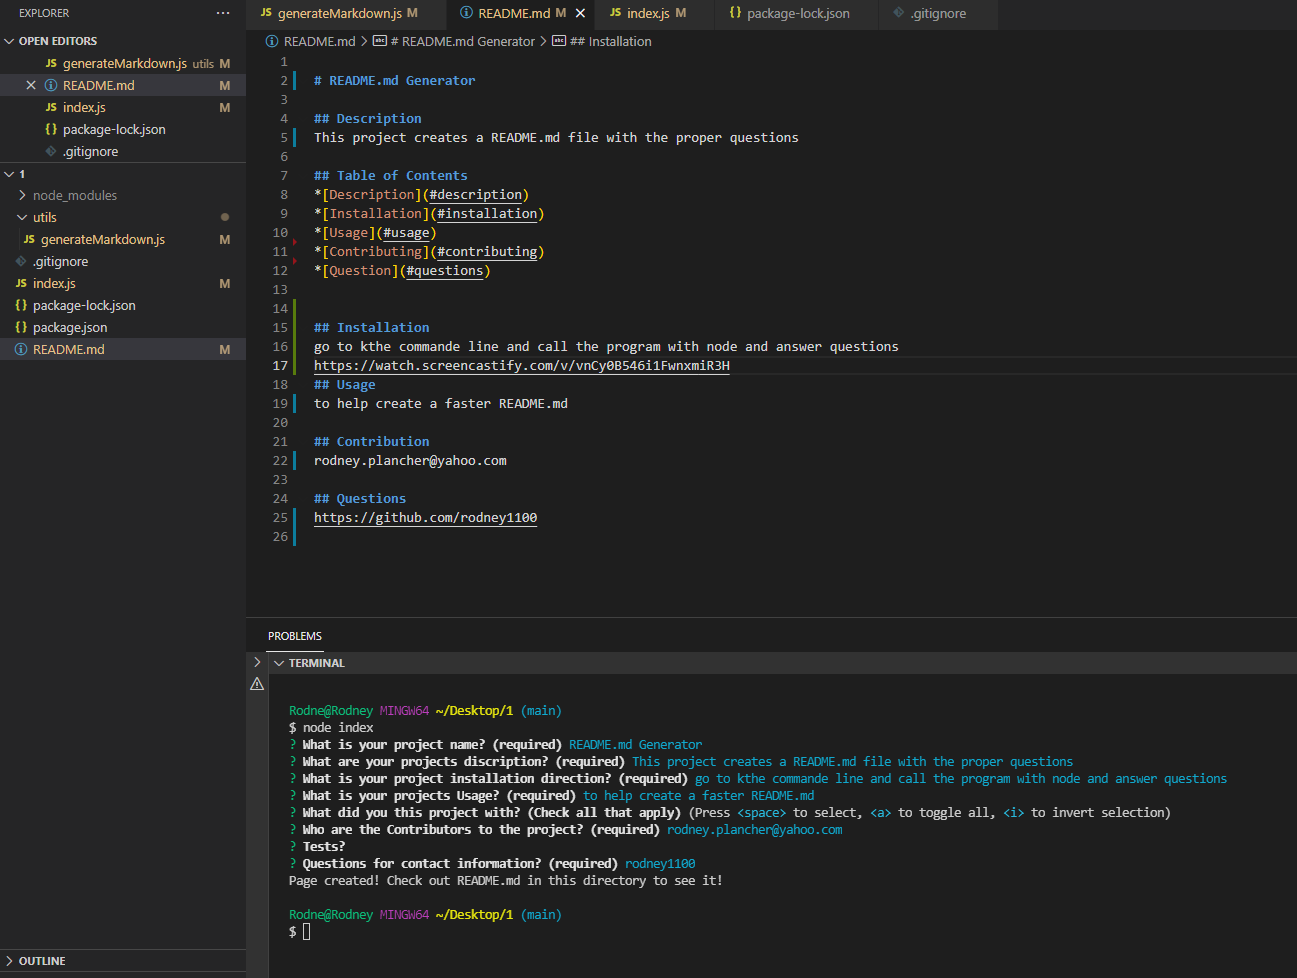 EXPLORER ···
OPEN EDITORS
JS generateMarkdown.js utils M
README.md M
JS index.js M
{} package-lock.json
.gitignore
1
node_modules
utils
JS generateMarkdown.js M
.gitignore
JS index.js M
{} package-lock.json
{} package.json
README.md M
OUTLINE
JS generateMarkdown.js M README.md M JS index.js M {} package-lock.json .gitignore
README.md > # README.md Generator > ## Installation
1
2 # README.md Generator
3
4 ## Description
5 This project creates a README.md file with the proper questions
6
7 ## Table of Contents
8 *[Description](#description)
9 *[Installation](#installation)
10 *[Usage](#usage)
11 *[Contributing](#contributing)
12 *[Question](#questions)
13
14
15 ## Installation
16 go to kthe commande line and call the program with node and answer questions
17 https://watch.screencastify.com/v/vnCy0B546i1FwnxmiR3H
18 ## Usage
19 to help create a faster README.md
20
21 ## Contribution
22 rodney.plancher@yahoo.com
23
24 ## Questions
25 https://github.com/rodney1100
26
PROBLEMS
TERMINAL
Rodne@Rodney MINGW64 ~/Desktop/1 (main)
$ node index
? What is your project name? (required) README.md Generator
? What are your projects discription? (required) This project creates a README.md file with the proper questions
? What is your project installation direction? (required) go to kthe commande line and call the program with node and answer questions
? What is your projects Usage? (required) to help create a faster README.md
? What did you this project with? (Check all that apply) (Press <space> to select, <a> to toggle all, <i> to invert selection)
? Who are the Contributors to the project? (required) rodney.plancher@yahoo.com
? Tests?
? Questions for contact information? (required) rodney1100
Page created! Check out README.md in this directory to see it!
Rodne@Rodney MINGW64 ~/Desktop/1 (main)
$